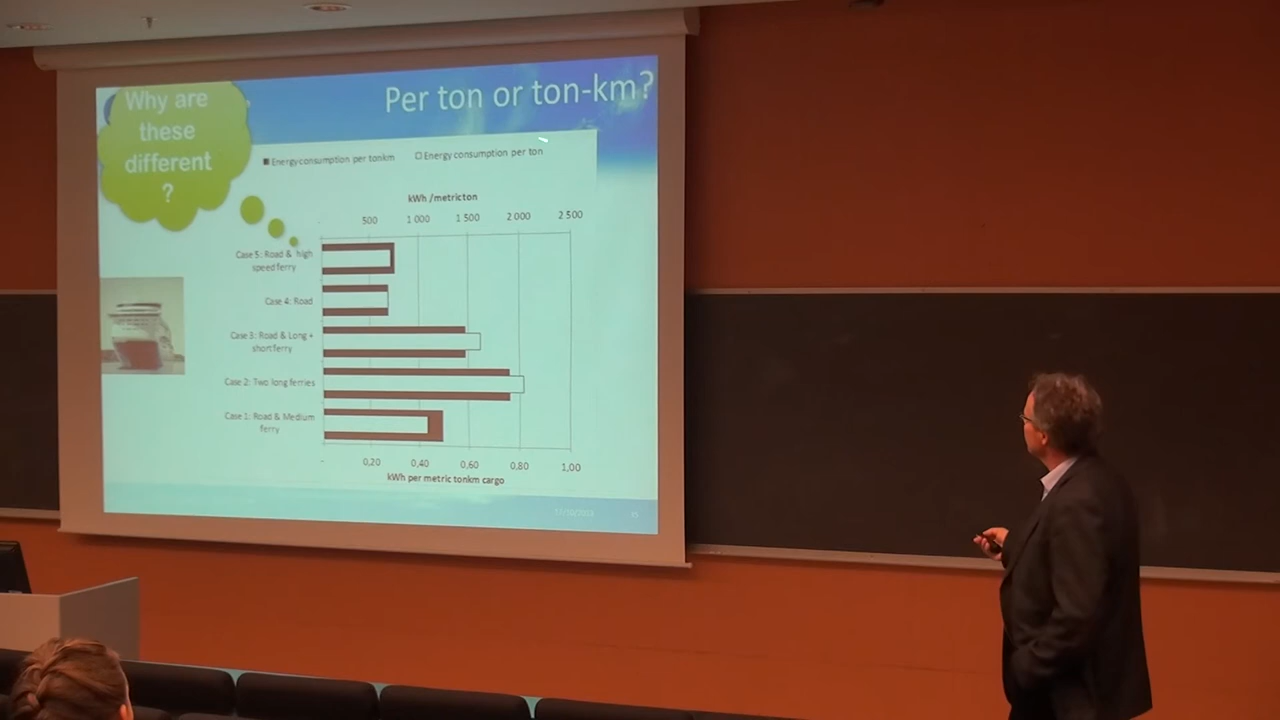 Why are
these
different
?
Per ton or ton-km?
Energy consumption per tonkm
Energy consumption per ton
kWh /metric ton
500 1 000 1 500 2 000 2 500
Case 5: Road & high
speed ferry
Case 4: Road
Case 3: Road & Long +
short ferry
Case 2: Two long ferries
Case 1: Road & Medium
ferry
- 0,20 0,40 0,60 0,80 1,00
kWh per metric tonkm cargo